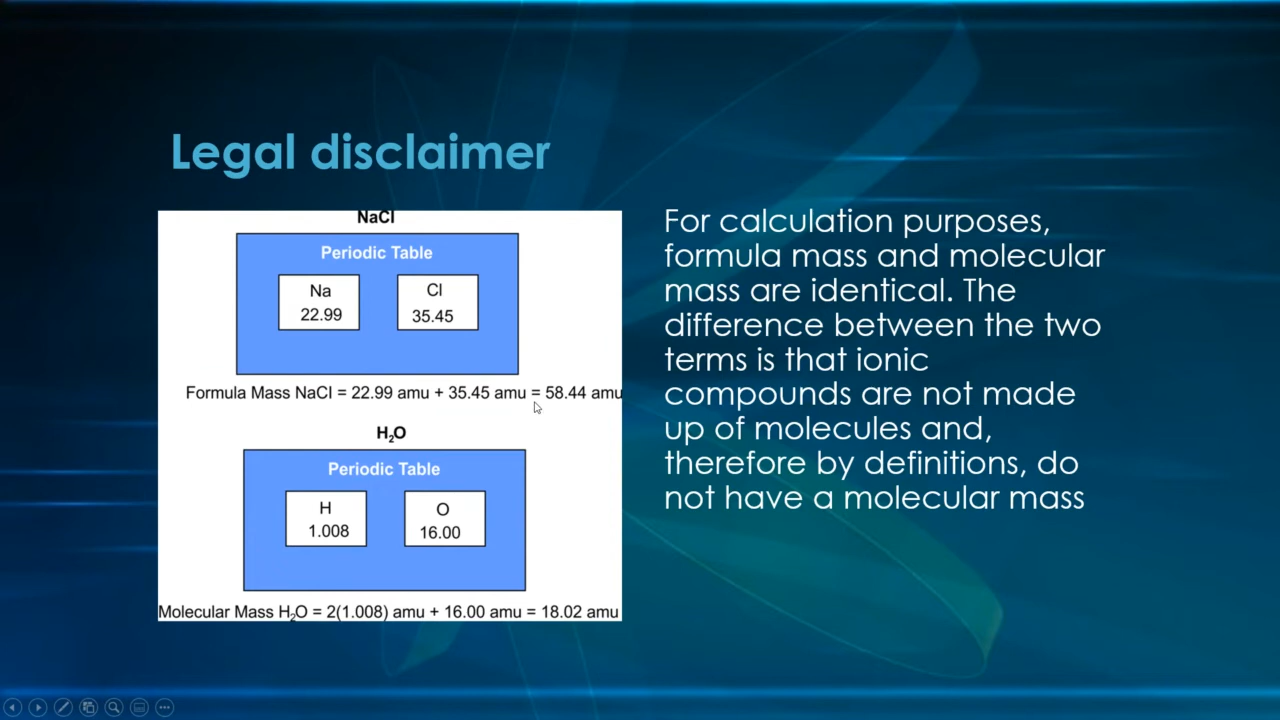 Legal disclaimer
NaCl
Periodic Table
Na Cl
22.99 35.45
Formula Mass NaCl = 22.99 amu + 35.45 amu = 58.44 amu
H₂O
Periodic Table
H O
1.008 16.00
Molecular Mass H₂O = 2(1.008) amu + 16.00 amu = 18.02 amu
For calculation purposes,
formula mass and molecular
mass are identical. The
difference between the two
terms is that ionic
compounds are not made
up of molecules and,
therefore by definitions, do
not have a molecular mass